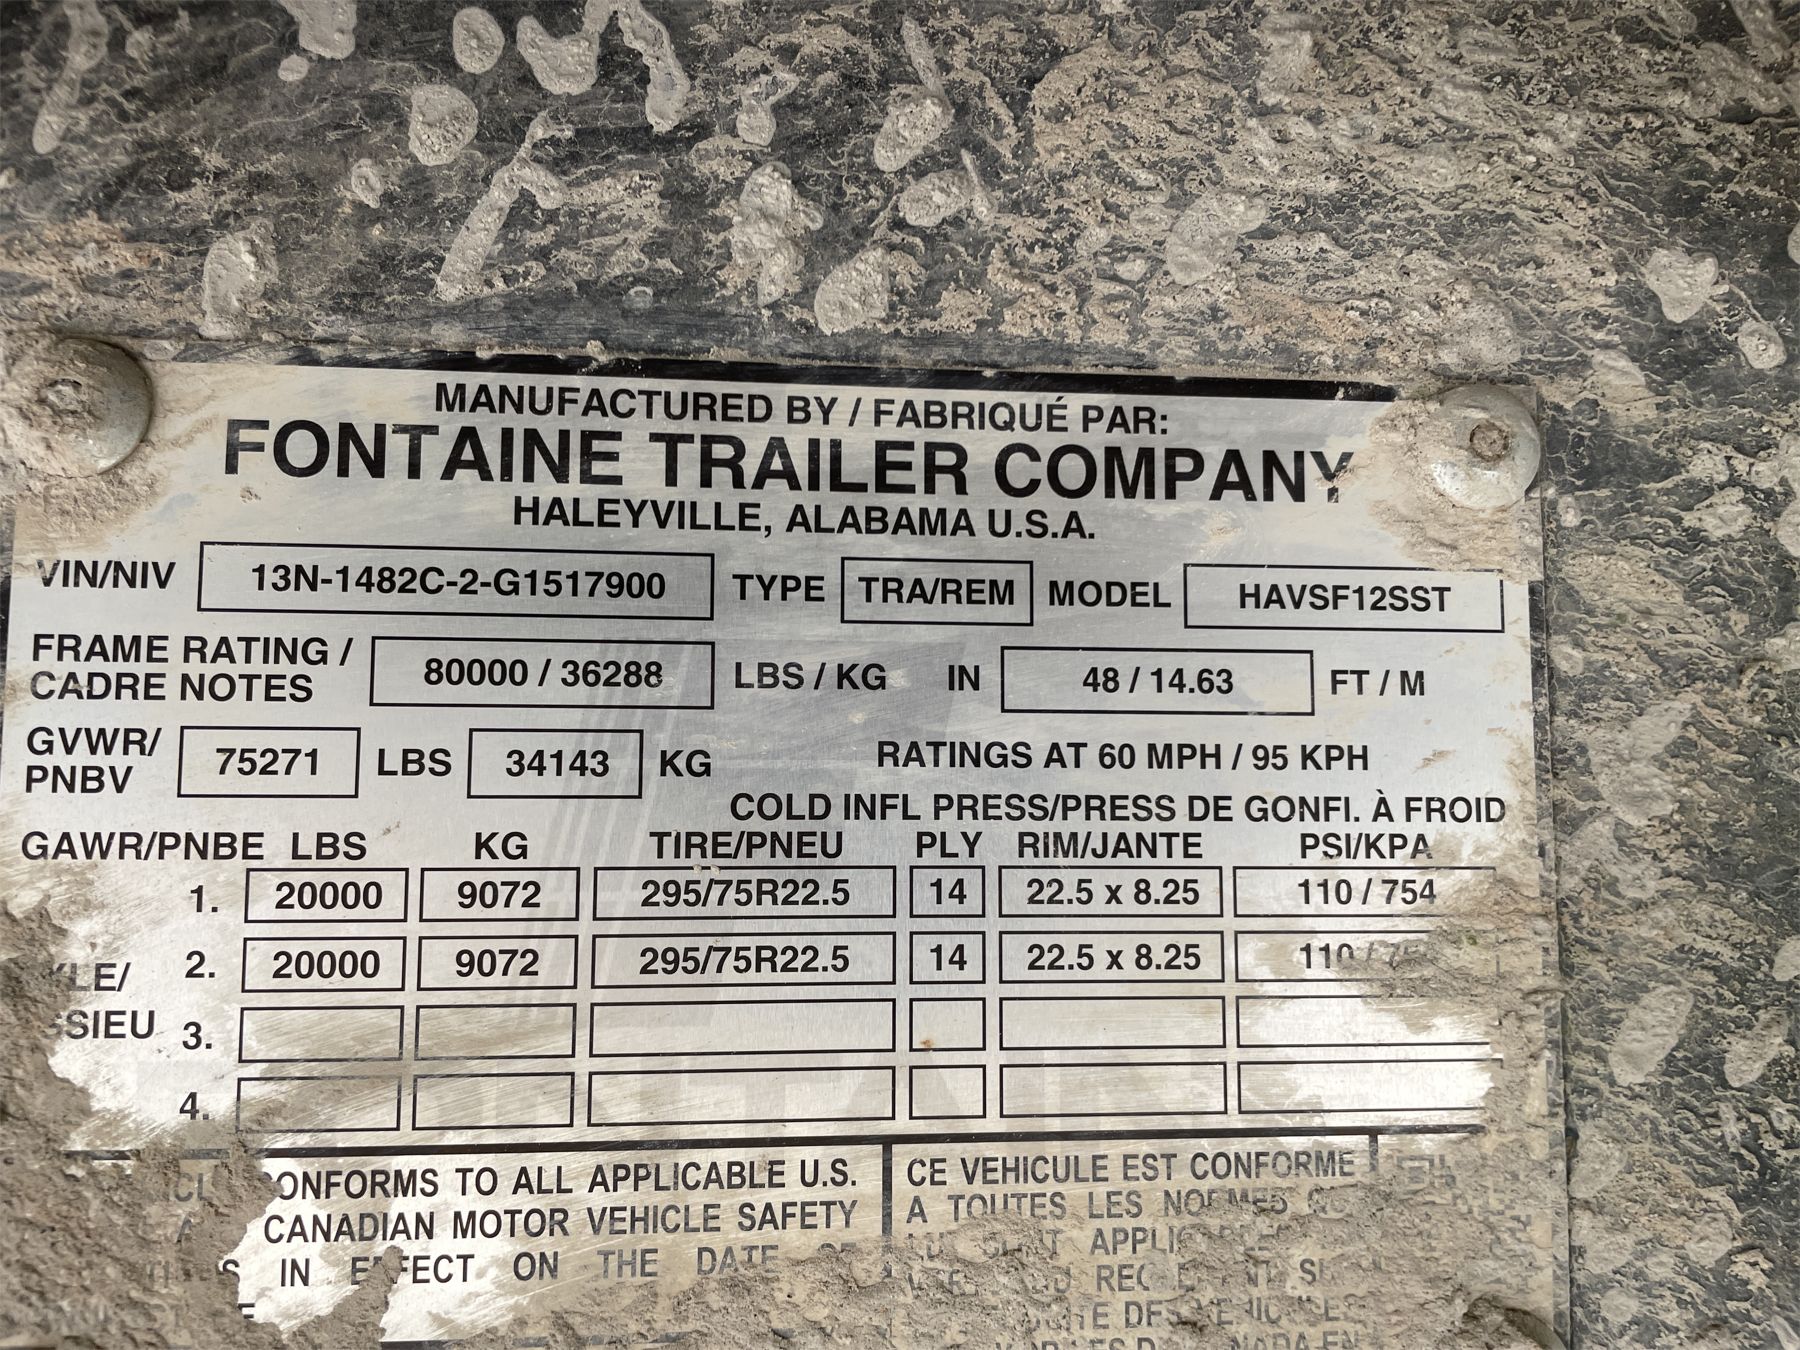 MANUFACTURED BY / FABRIQUÉ PAR:
FONTAINE TRAILER COMPANY
HALEYVILLE, ALABAMA U.S.A.
VIN/NIV 13N-1482C-2-G1517900 TYPE TRA/REM MODEL HAVSF12SST
FRAME RATING / CADRE NOTES 80000 / 36288 LBS / KG IN 48 / 14.63 FT / M
GVWR/ PNBV 75271 LBS 34143 KG RATINGS AT 60 MPH / 95 KPH
COLD INFL PRESS/PRESS DE GONFI. À FROID
GAWR/PNBE LBS KG TIRE/PNEU PLY RIM/JANTE PSI/KPA
1. 20000 9072 295/75R22.5 14 22.5 x 8.25 110 / 754
2. 20000 9072 295/75R22.5 14 22.5 x 8.25
3.
4.
TO ALL APPLICABLE U.S. CE VEHICULE EST CONFORME
CANADIAN MOTOR VEHICLE SAFETY A TOUTES LES
IN ON THE DATE